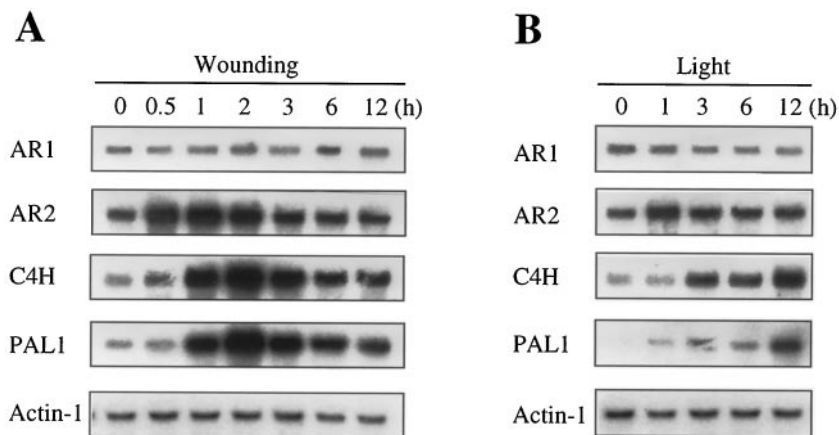 A
Wounding
0 0.5 1 2 3 6 12 (h)
AR1
AR2
C4H
PAL1
Actin-1
B
Light
0 1 3 6 12 (h)
AR1
AR2
C4H
PAL1
Actin-1